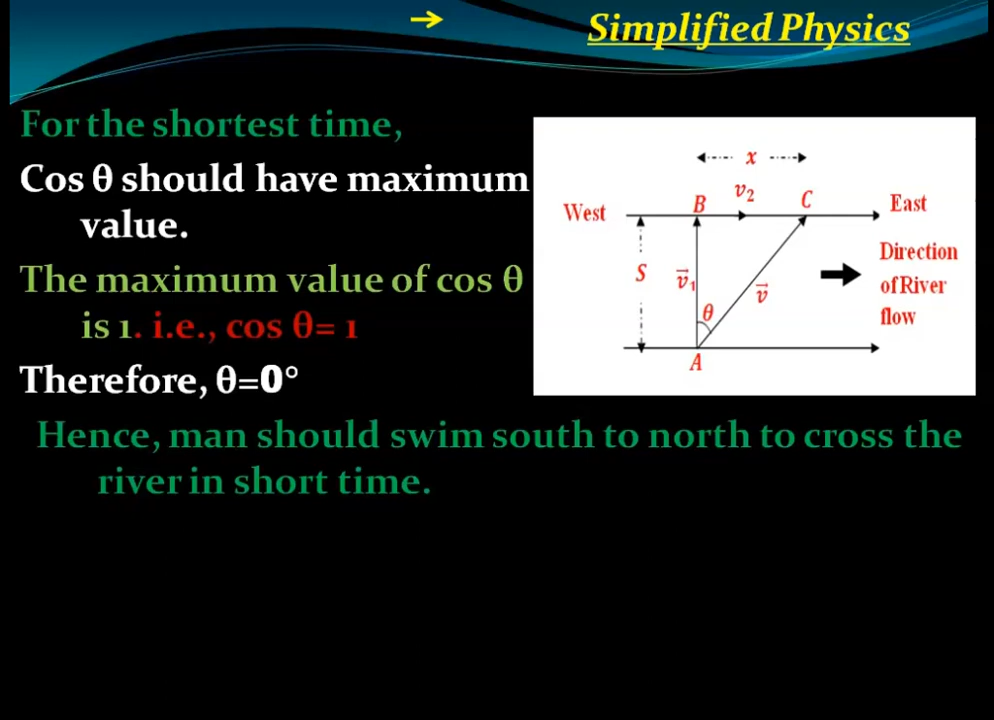 → Simplified Physics
For the shortest time,
Cos θ should have maximum
value.
The maximum value of cos θ
is 1. i.e., cos θ= 1
Therefore, θ=0°
Hence, man should swim south to north to cross the
river in short time.
x
West B v₂ C East
S v⃗₁ θ v⃗
Direction
of River
flow
A